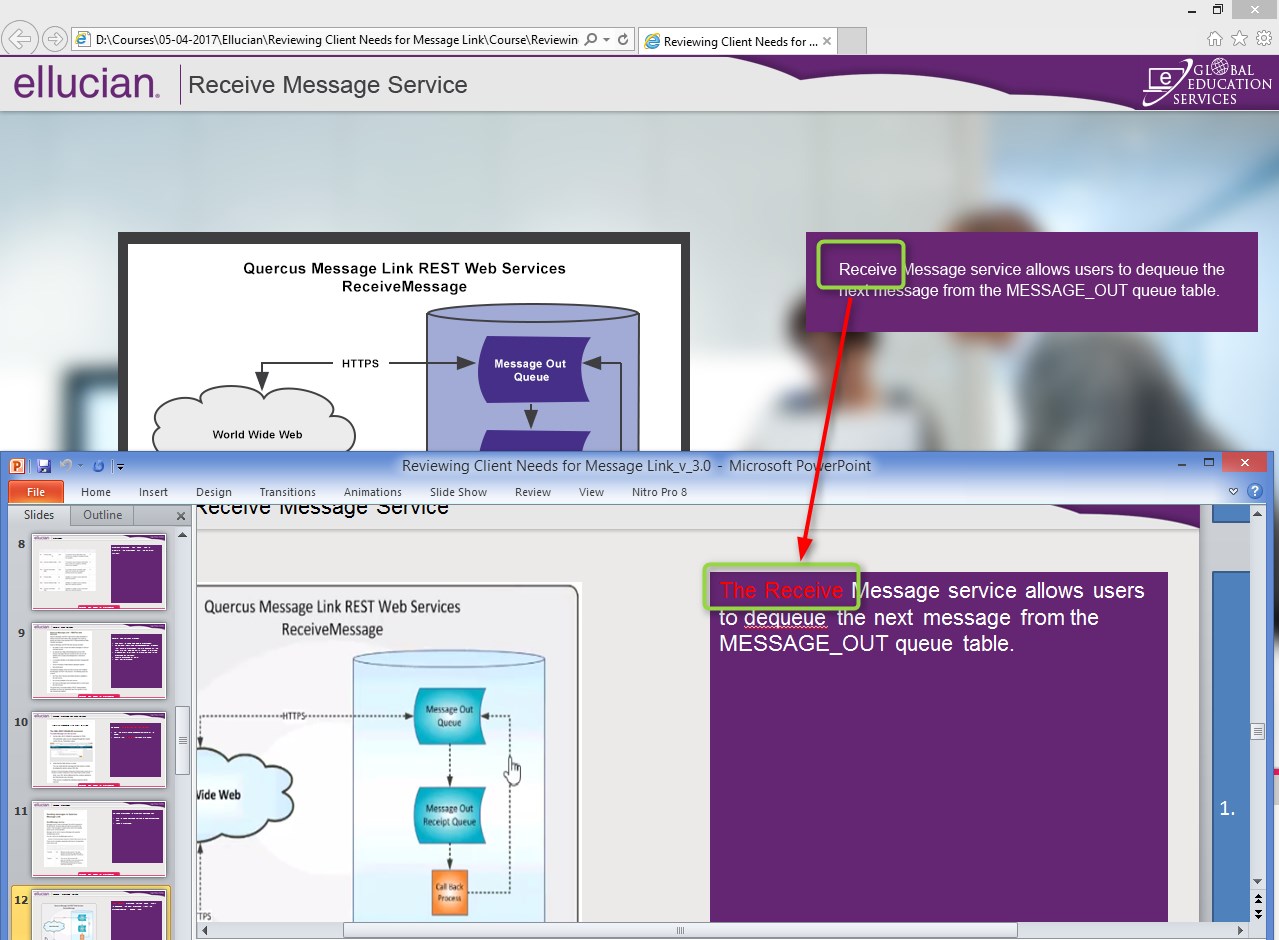 D:\Courses\05-04-2017\Ellucian\Reviewing Client Needs for Message Link\Course\Reviewin
Reviewing Client Needs for ...
ellucian.
Receive Message Service
e
GLOBAL
EDUCATION
SERVICES
Quercus Message Link REST Web Services
ReceiveMessage
HTTPS
Message Out
Queue
World Wide Web
Receive Message service allows users to dequeue the
next message from the MESSAGE_OUT queue table.
Reviewing Client Needs for Message Link_v_3.0 - Microsoft PowerPoint
File Home Insert Design Transitions Animations Slide Show Review View Nitro Pro 8
Slides Outline
8
9
10
11
12
Receive Message Service
Quercus Message Link REST Web Services
ReceiveMessage
HTTPS
Message Out
Queue
Wide Web
Message Out
Receipt Queue
Call Back
Process
TPS
The Receive Message service allows users
to dequeue the next message from the
MESSAGE_OUT queue table.
1.